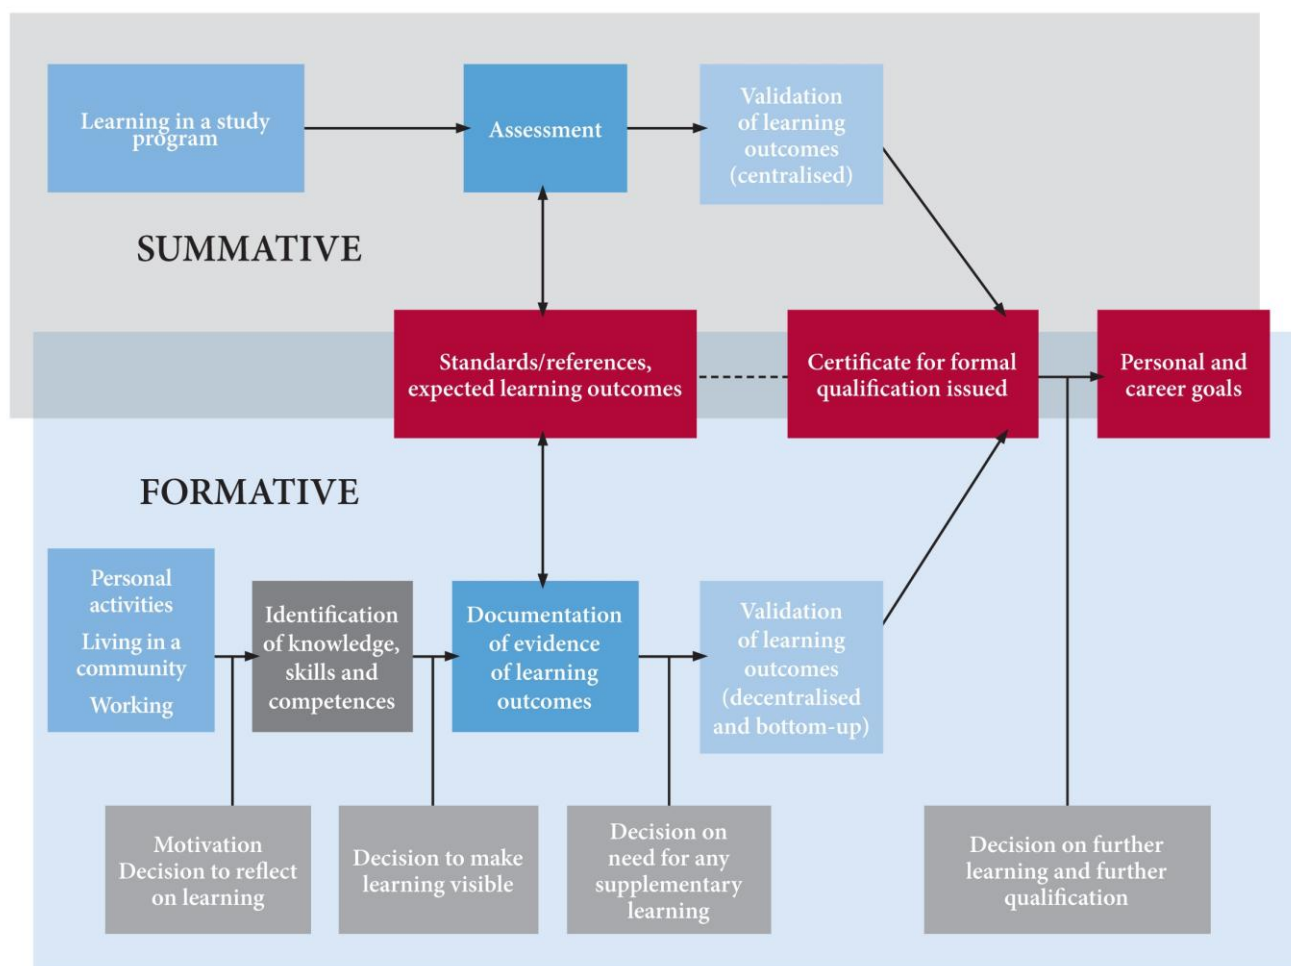 Learning in a study
program
Assessment
Validation
of learning
outcomes
(centralised)
SUMMATIVE
Standards/references,
expected learning outcomes
Certificate for formal
qualification issued
Personal and
career goals
FORMATIVE
Personal
activities
Living in a
community
Working
Identification
of knowledge,
skills and
competences
Documentation
of evidence
of learning
outcomes
Validation
of learning
outcomes
(decentralised
and bottom-up)
Motivation
Decision to reflect
on learning
Decision to make
learning visible
Decision on
need for any
supplementary
learning
Decision on further
learning and further
qualification